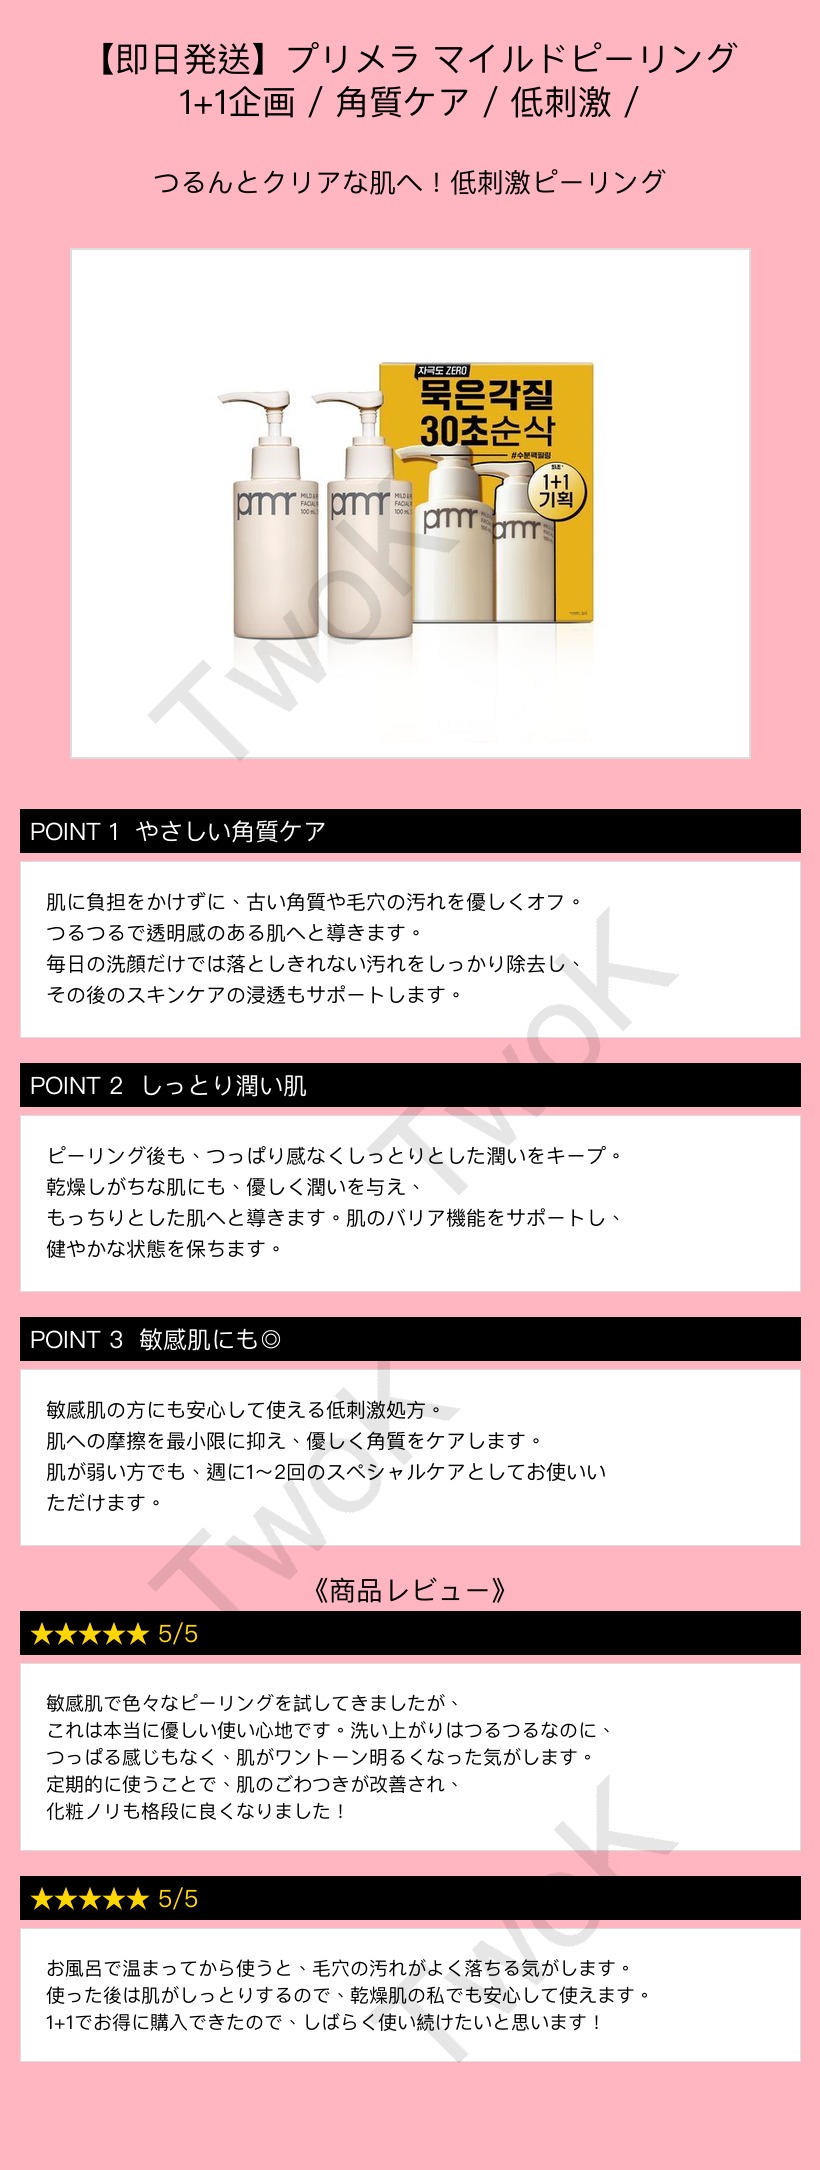 【即日発送】プリメラ マイルドピーリング
1+1企画 / 角質ケア / 低刺激 /
つるんとクリアな肌へ！低刺激ピーリング
자극도 ZERO
묵은각질
30초순삭
#수분팩필링
최초*
1+1
기획
prmr
MILD &
FACIAL
100 mL
prmr
MILD &
FACIAL
100 mL
prmr
prmr
TwoK
POINT 1 やさしい角質ケア
肌に負担をかけずに、古い角質や毛穴の汚れを優しくオフ。
つるつるで透明感のある肌へと導きます。
毎日の洗顔だけでは落としきれない汚れをしっかり除去し、
その後のスキンケアの浸透もサポートします。
TwoK
POINT 2 しっとり潤い肌
ピーリング後も、つっぱり感なくしっとりとした潤いをキープ。
乾燥しがちな肌にも、優しく潤いを与え、
もっちりとした肌へと導きます。肌のバリア機能をサポートし、
健やかな状態を保ちます。
POINT 3 敏感肌にも◎
敏感肌の方にも安心して使える低刺激処方。
肌への摩擦を最小限に抑え、優しく角質をケアします。
肌が弱い方でも、週に1〜2回のスペシャルケアとしてお使いい
ただけます。
TwoK
《商品レビュー》
★★★★★ 5/5
敏感肌で色々なピーリングを試してきましたが、
これは本当に優しい使い心地です。洗い上がりはつるつるなのに、
つっぱる感じもなく、肌がワントーン明るくなった気がします。
定期的に使うことで、肌のごわつきが改善され、
化粧ノリも格段に良くなりました！
★★★★★ 5/5
お風呂で温まってから使うと、毛穴の汚れがよく落ちる気がします。
使った後は肌がしっとりするので、乾燥肌の私でも安心して使えます。
1+1でお得に購入できたので、しばらく使い続けたいと思います！
TwoK